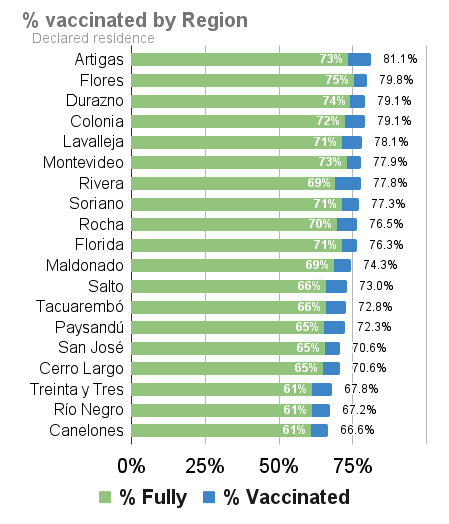 % vaccinated by Region
Declared residence
Artigas 73% 81.1%
Flores 75% 79.8%
Durazno 74% 79.1%
Colonia 72% 79.1%
Lavalleja 71% 78.1%
Montevideo 73% 77.9%
Rivera 69% 77.8%
Soriano 71% 77.3%
Rocha 70% 76.5%
Florida 71% 76.3%
Maldonado 69% 74.3%
Salto 66% 73.0%
Tacuarembó 66% 72.8%
Paysandú 65% 72.3%
San José 65% 70.6%
Cerro Largo 65% 70.6%
Treinta y Tres 61% 67.8%
Río Negro 61% 67.2%
Canelones 61% 66.6%
0% 25% 50% 75%
% Fully % Vaccinated